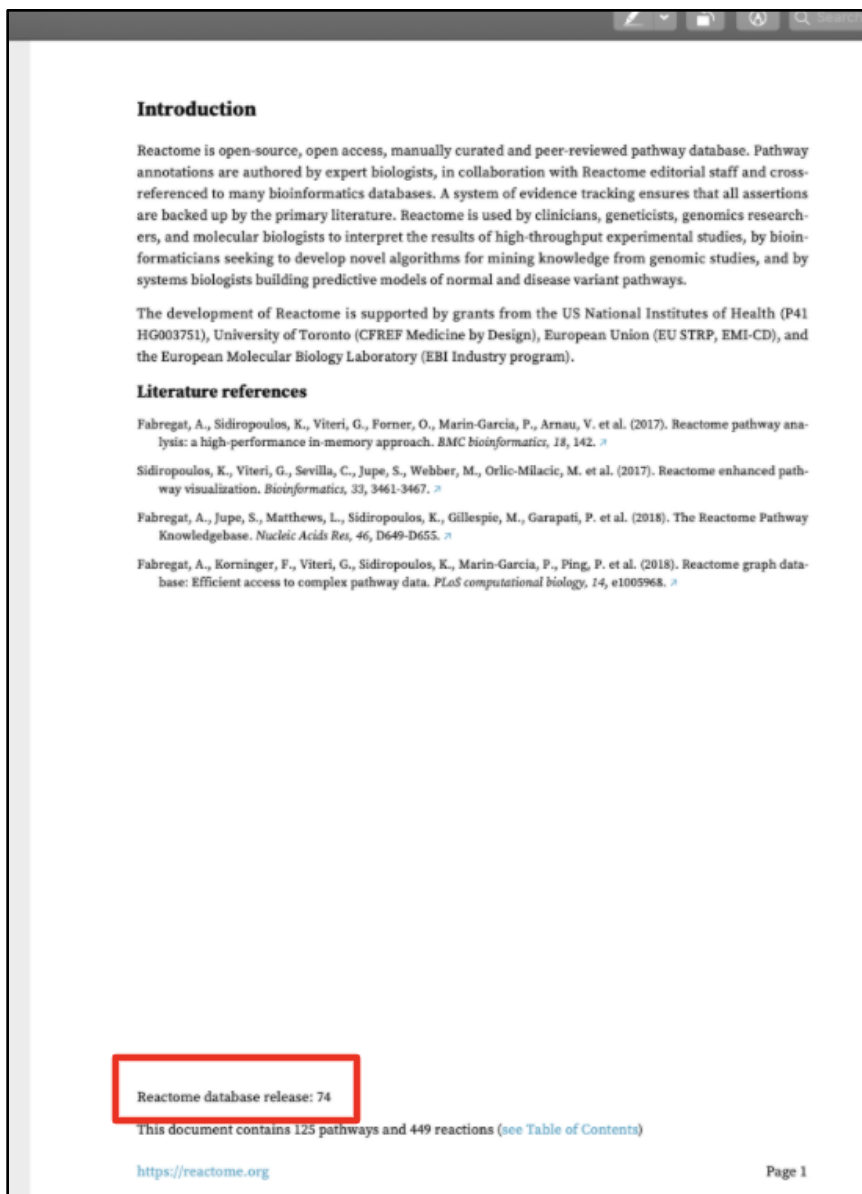 Search
Introduction
Reactome is open-source, open access, manually curated and peer-reviewed pathway database. Pathway
annotations are authored by expert biologists, in collaboration with Reactome editorial staff and cross-
referenced to many bioinformatics databases. A system of evidence tracking ensures that all assertions
are backed up by the primary literature. Reactome is used by clinicians, geneticists, genomics research-
ers, and molecular biologists to interpret the results of high-throughput experimental studies, by bioin-
formaticians seeking to develop novel algorithms for mining knowledge from genomic studies, and by
systems biologists building predictive models of normal and disease variant pathways.
The development of Reactome is supported by grants from the US National Institutes of Health (P41
HG003751), University of Toronto (CFREF Medicine by Design), European Union (EU STRP, EMI-CD), and
the European Molecular Biology Laboratory (EBI Industry program).
Literature references
Fabregat, A., Sidiropoulos, K., Viteri, G., Forner, O., Marin-Garcia, P., Arnau, V. et al. (2017). Reactome pathway ana-
lysis: a high-performance in-memory approach. BMC bioinformatics, 18, 142. ↗
Sidiropoulos, K., Viteri, G., Sevilla, C., Jupe, S., Webber, M., Orlic-Milacic, M. et al. (2017). Reactome enhanced path-
way visualization. Bioinformatics, 33, 3461-3467. ↗
Fabregat, A., Jupe, S., Matthews, L., Sidiropoulos, K., Gillespie, M., Garapati, P. et al. (2018). The Reactome Pathway
Knowledgebase. Nucleic Acids Res, 46, D649-D655. ↗
Fabregat, A., Korninger, F., Viteri, G., Sidiropoulos, K., Marin-Garcia, P., Ping, P. et al. (2018). Reactome graph data-
base: Efficient access to complex pathway data. PLoS computational biology, 14, e1005968. ↗
Reactome database release: 74
This document contains 125 pathways and 449 reactions (see Table of Contents)
https://reactome.org Page 1